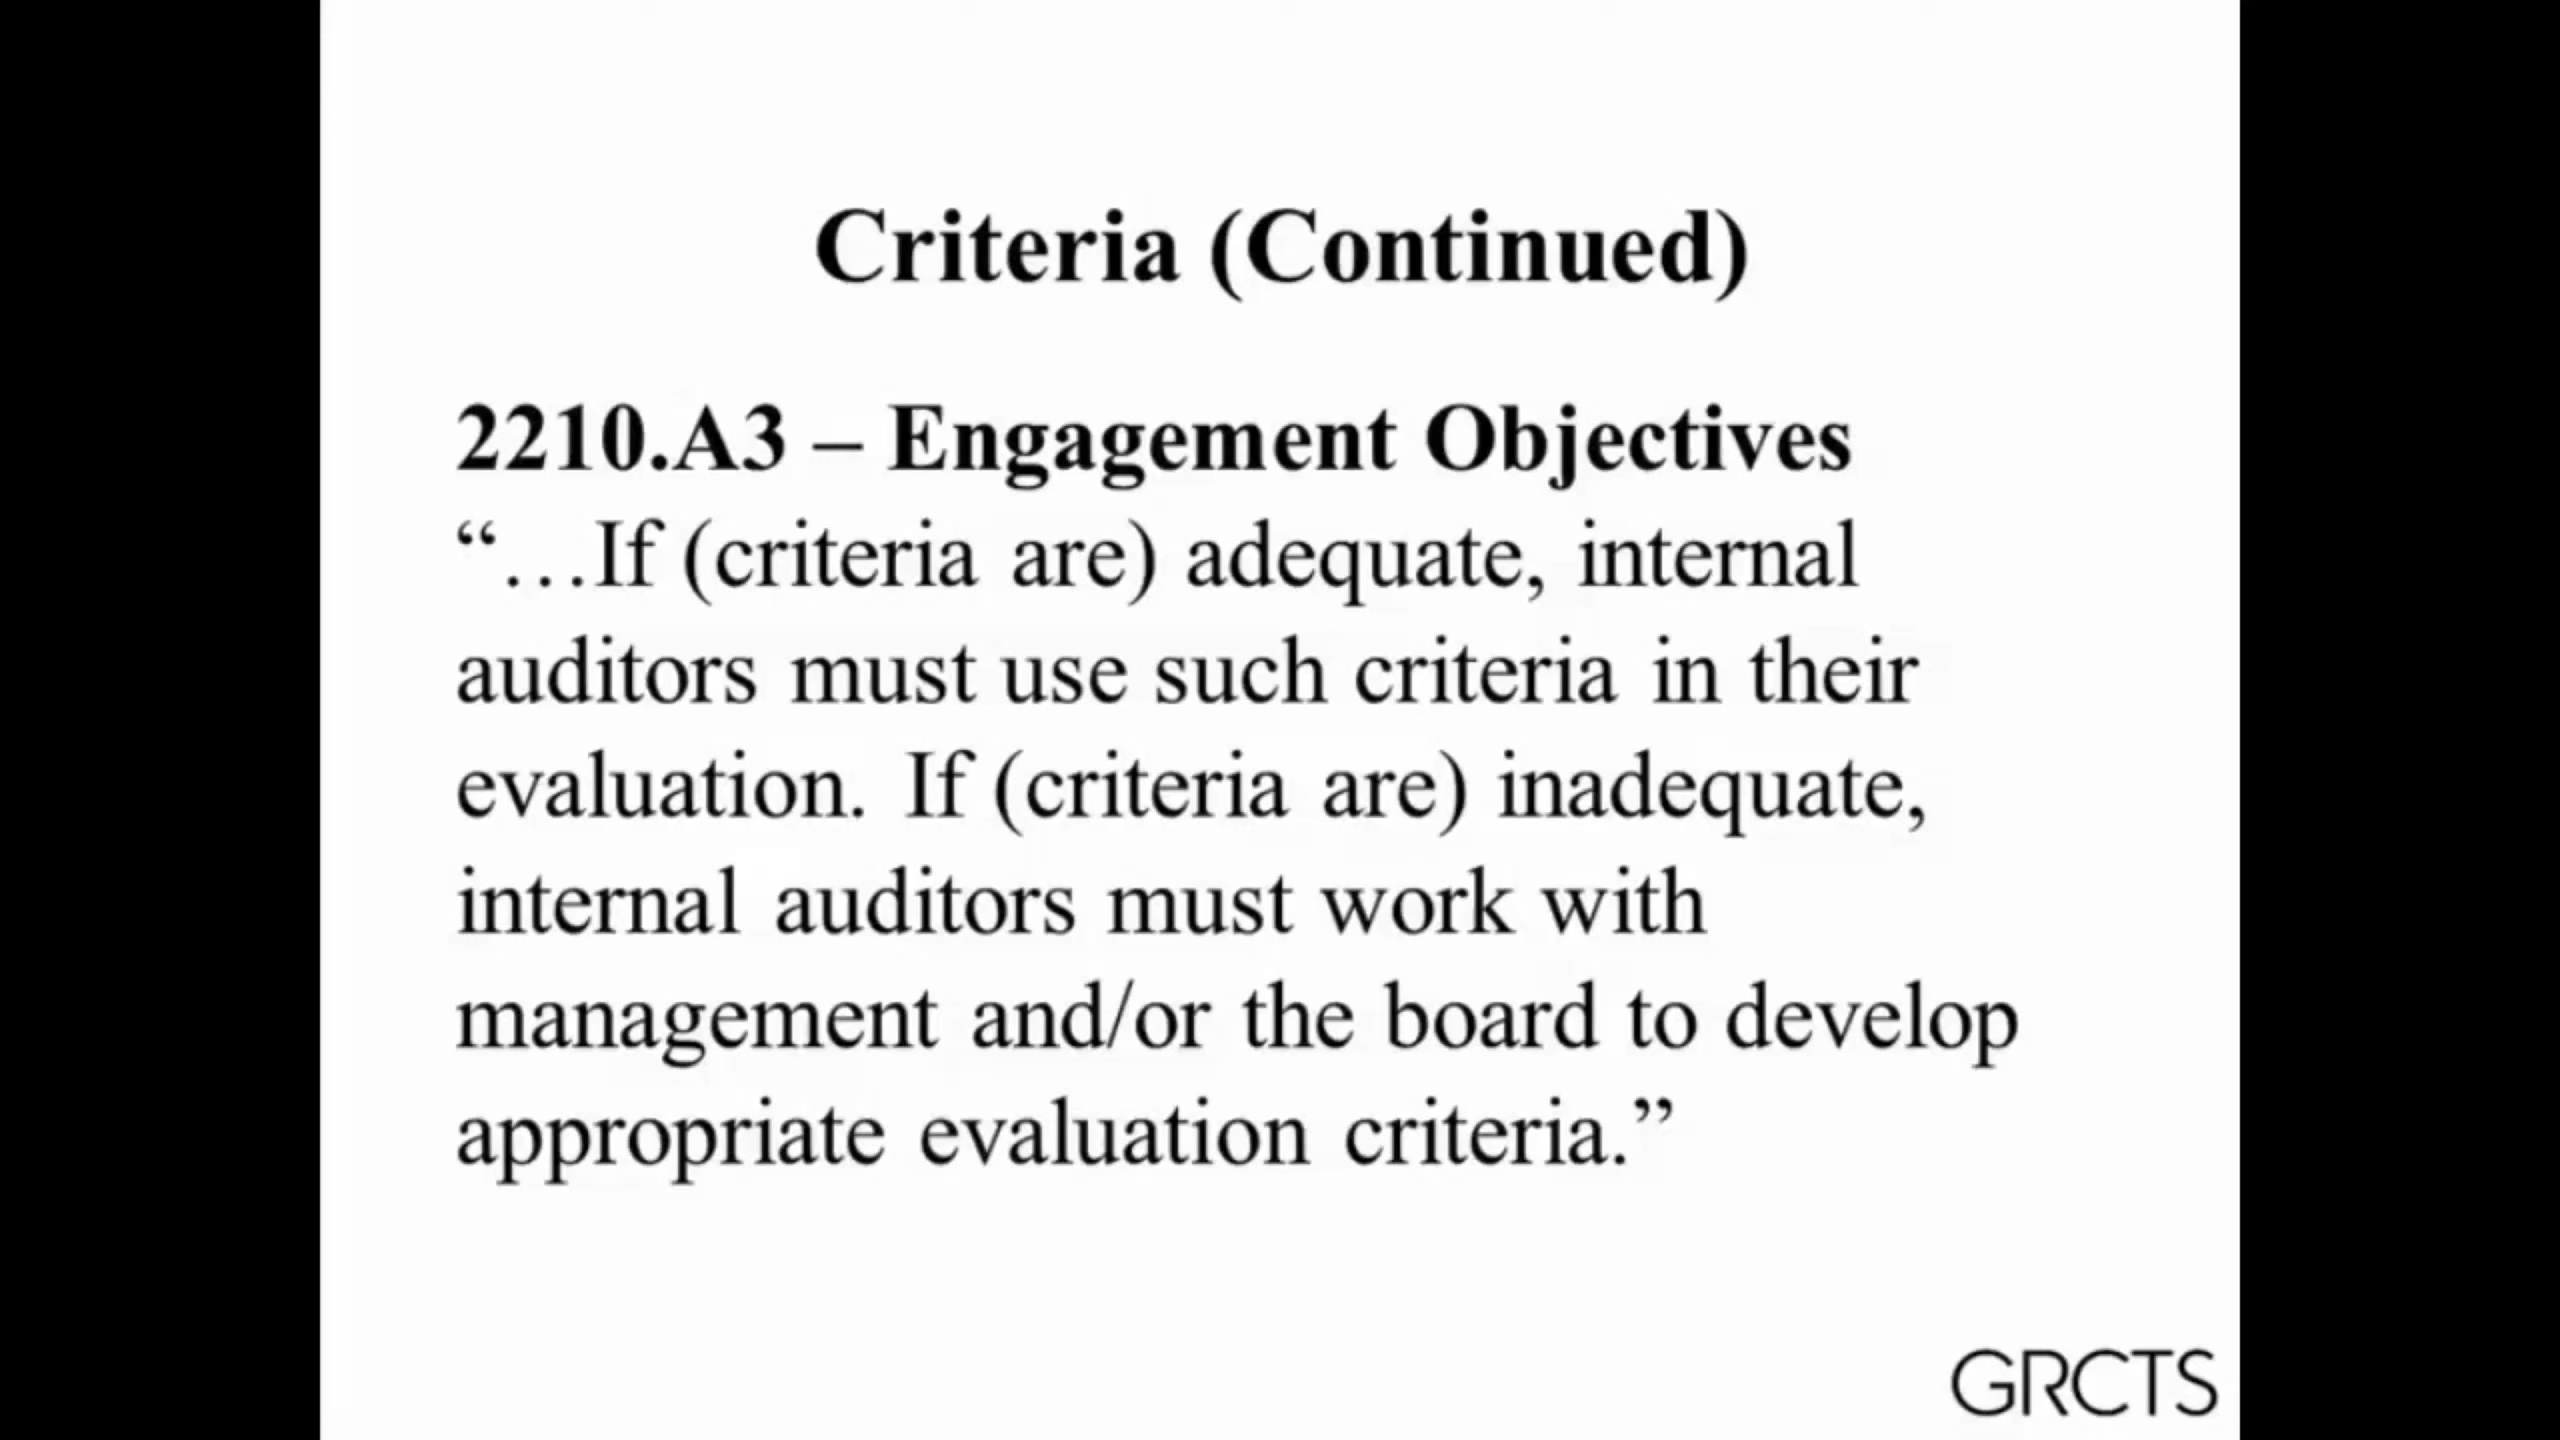 Criteria (Continued)
2210.A3 – Engagement Objectives
“…If (criteria are) adequate, internal
auditors must use such criteria in their
evaluation. If (criteria are) inadequate,
internal auditors must work with
management and/or the board to develop
appropriate evaluation criteria.”
GRCTS